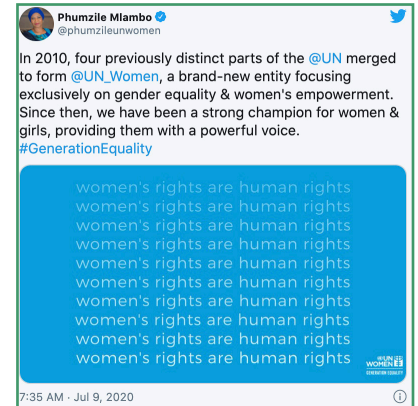 Phumzile Mlambo
@phumzileunwomen
In 2010, four previously distinct parts of the @UN merged
to form @UN_Women, a brand-new entity focusing
exclusively on gender equality & women's empowerment.
Since then, we have been a strong champion for women &
girls, providing them with a powerful voice.
#GenerationEquality
women's rights are human rights
women's rights are human rights
women's rights are human rights
women's rights are human rights
women's rights are human rights
women's rights are human rights
women's rights are human rights
women's rights are human rights
women's rights are human rights
women's rights are human rights
UN
WOMEN
GENERATION EQUALITY
7:35 AM · Jul 9, 2020